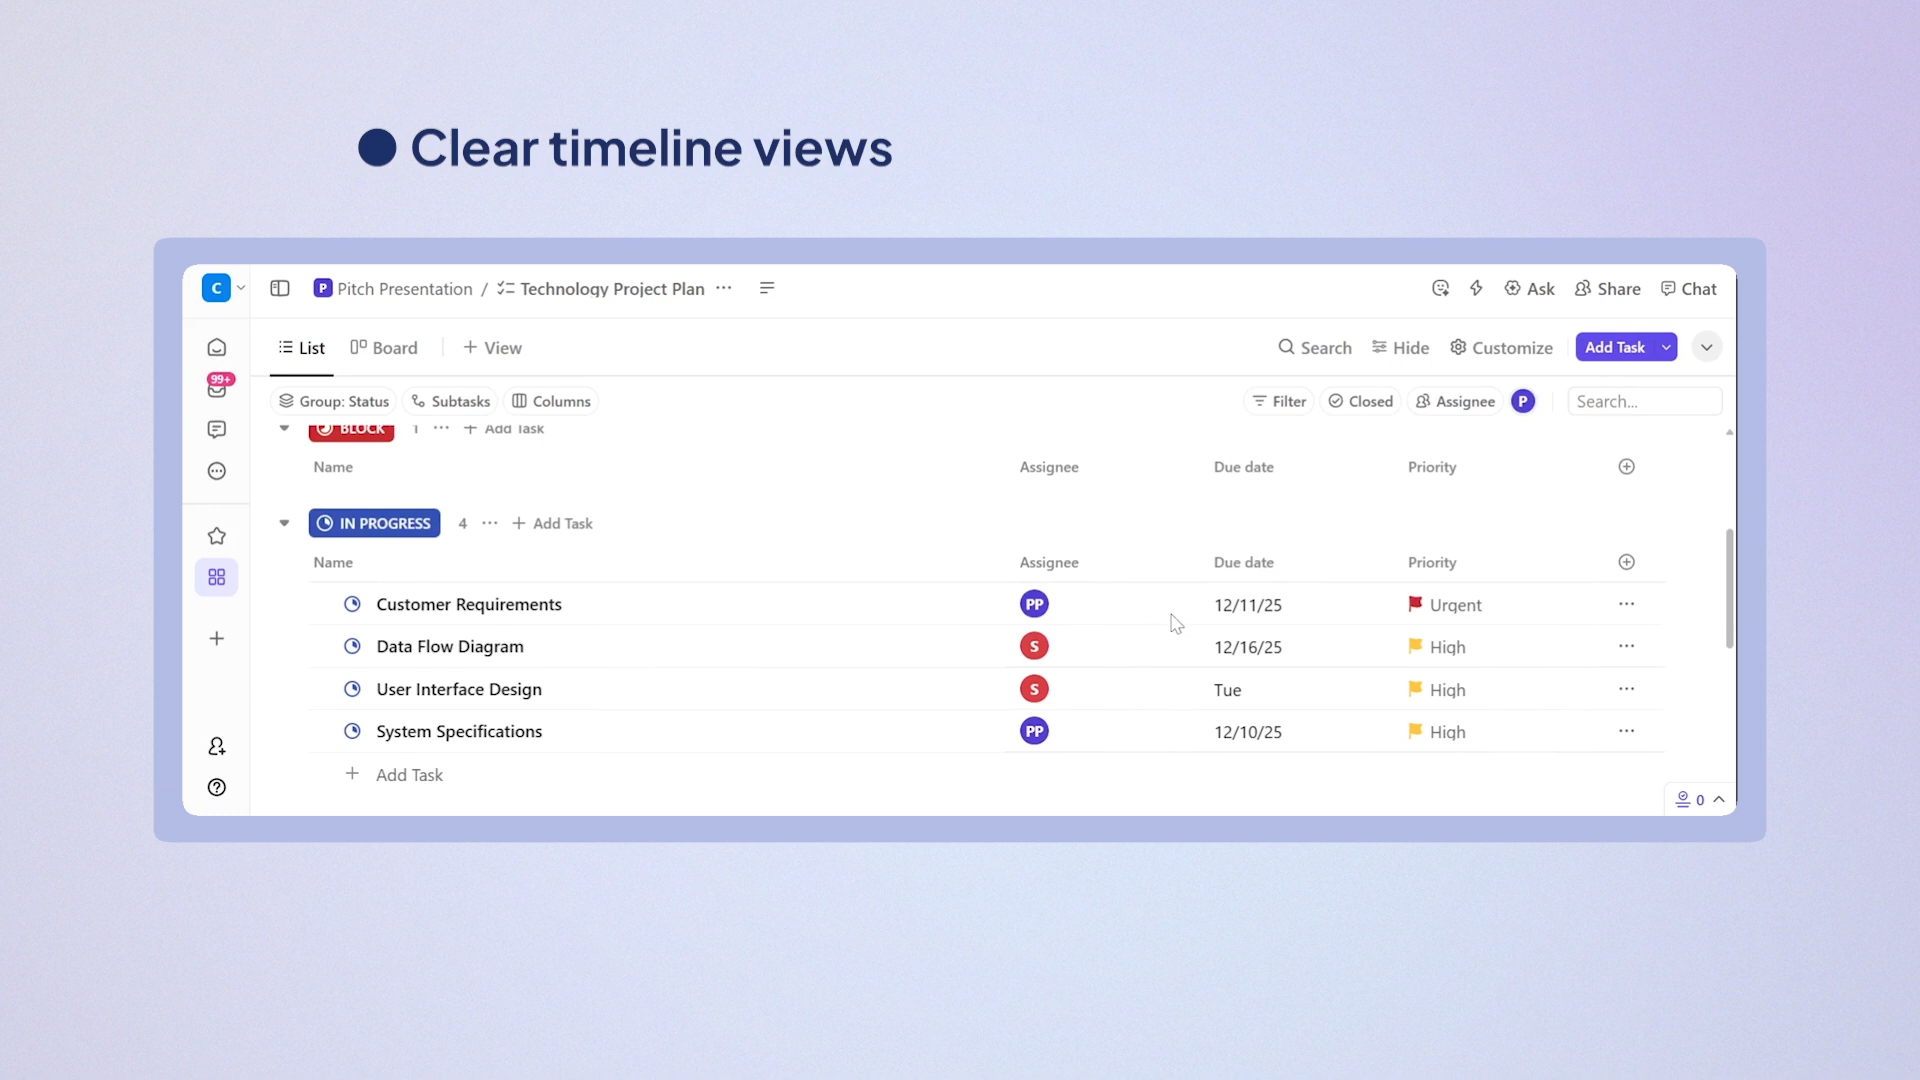 Clear timeline views
C P Pitch Presentation / Technology Project Plan ··· Ask Share Chat
List Board + View Search Hide Customize Add Task
99+
Group: Status Subtasks Columns Filter Closed Assignee P Search...
BLOCK 1 ··· + Add Task
Name Assignee Due date Priority
IN PROGRESS 4 ··· + Add Task
Name Assignee Due date Priority
Customer Requirements PP 12/11/25 Urgent ···
Data Flow Diagram S 12/16/25 High ···
User Interface Design S Tue High ···
System Specifications PP 12/10/25 High ···
+ Add Task
0